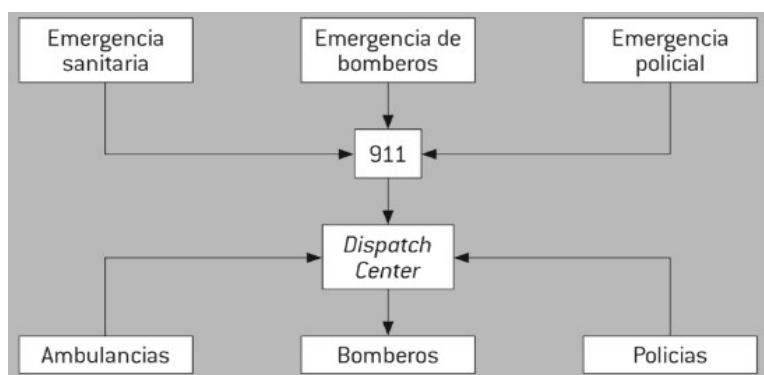 Emergencia
sanitaria
Emergencia de
bomberos
Emergencia
policial
911
Dispatch
Center
Ambulancias
Bomberos
Policias